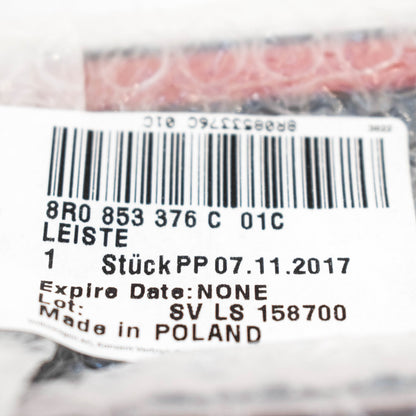 8R0853376C 01C
3622
8R0 853 376 C 01C
LEISTE
1 Stück PP 07.11.2017
Expire Date: NONE
Lot: SV LS 158700
Made in POLAND